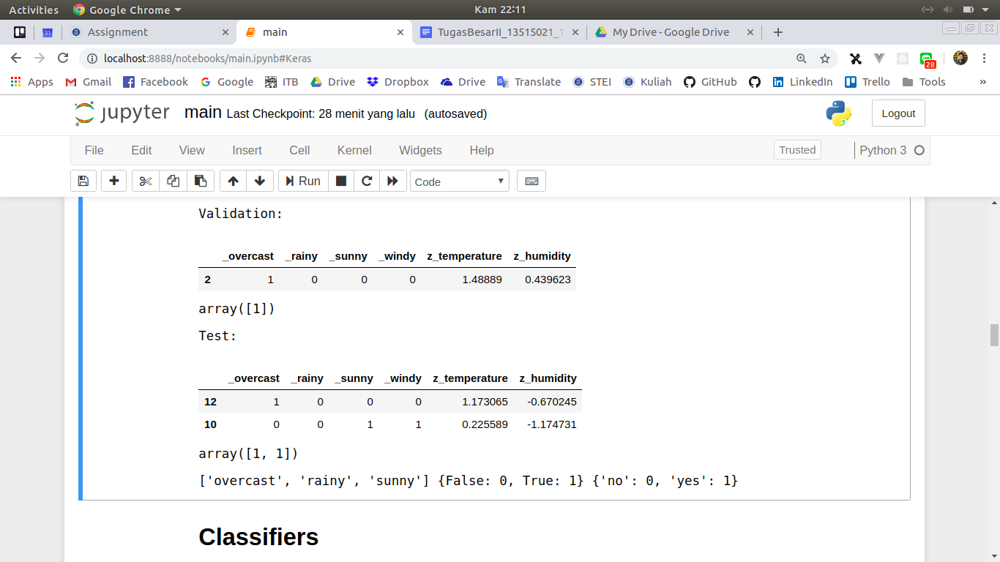 Activities Google Chrome Kam 22:11
31 Assignment main TugasBesarII_13515021_1 My Drive - Google Drive
localhost:8888/notebooks/main.ipynb#Keras 28
Apps Gmail Facebook Google ITB Drive Dropbox Drive Translate STEI Kuliah GitHub LinkedIn Trello Tools »
jupyter main Last Checkpoint: 28 menit yang lalu (autosaved) Logout
File Edit View Insert Cell Kernel Widgets Help Trusted Python 3
Run Code
Validation:
_overcast _rainy _sunny _windy z_temperature z_humidity
2 1 0 0 0 1.48889 0.439623
array([1])
Test:
_overcast _rainy _sunny _windy z_temperature z_humidity
12 1 0 0 0 1.173065 -0.670245
10 0 0 1 1 0.225589 -1.174731
array([1, 1])
['overcast', 'rainy', 'sunny'] {False: 0, True: 1} {'no': 0, 'yes': 1}
Classifiers